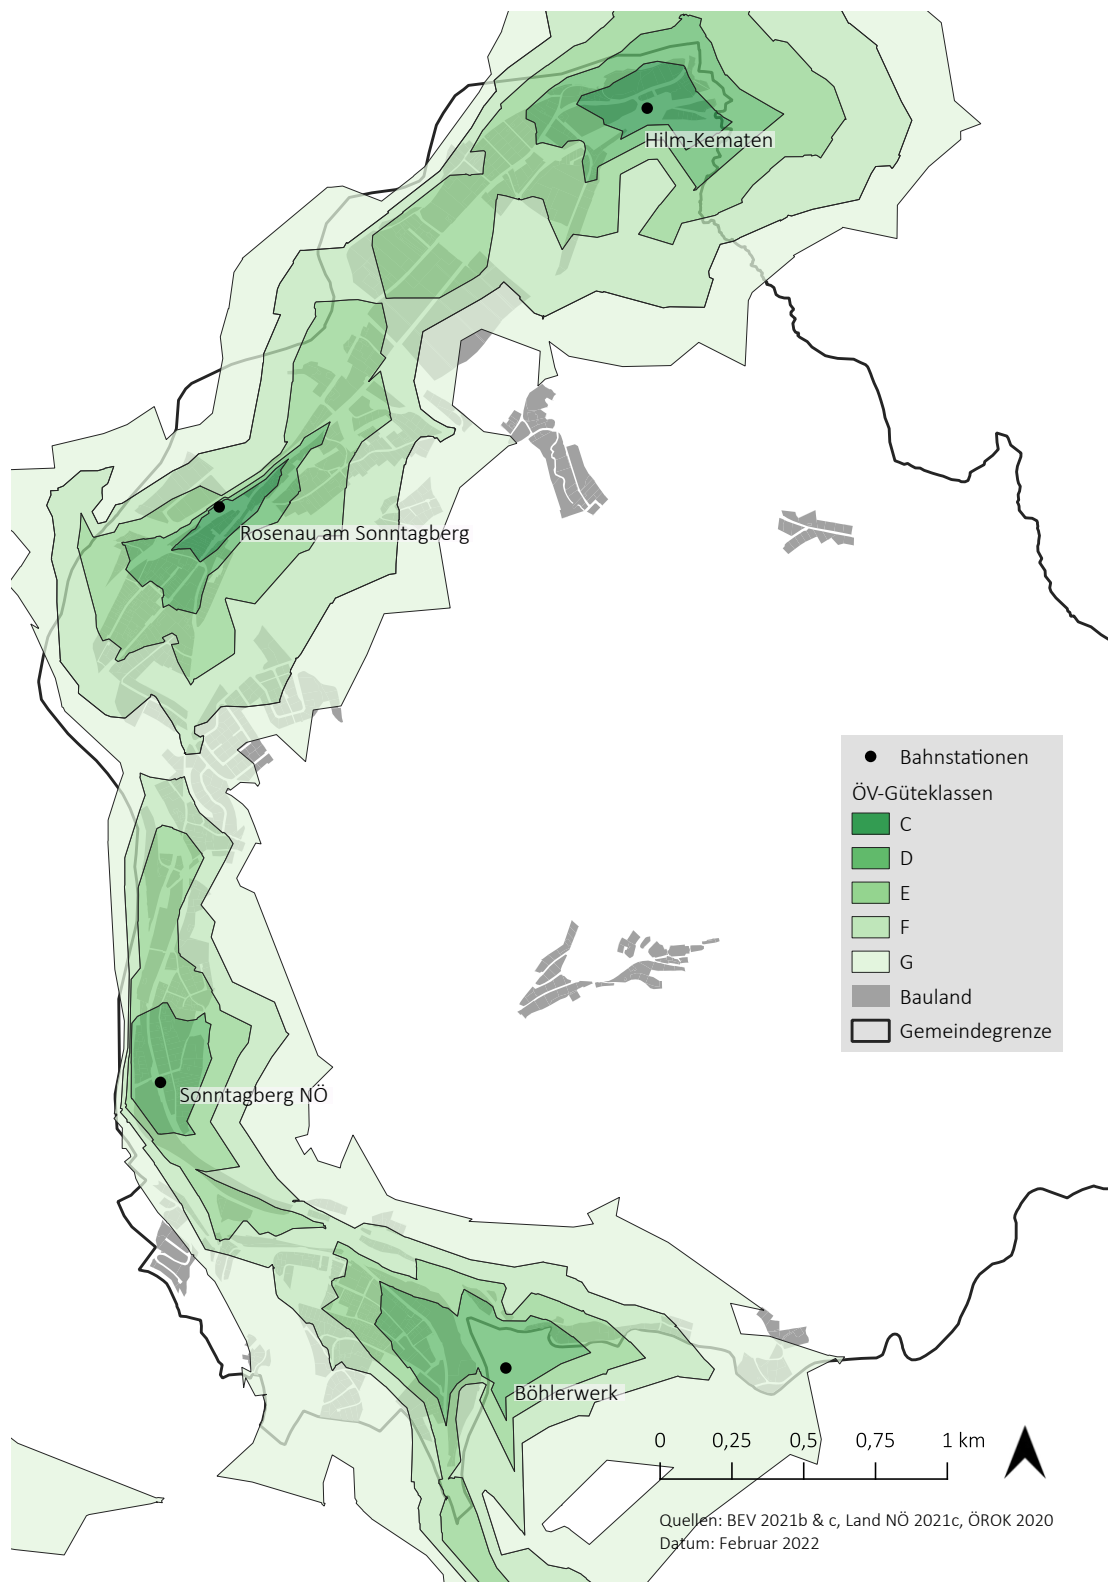 Hilm-Kematen
Rosenau am Sonntagberg
Bahnstationen
ÖV-Güteklassen
C
D
E
F
G
Bauland
Gemeindegrenze
Sonntagberg NÖ
Böhlerwerk
0 0,25 0,5 0,75 1 km
Quellen: BEV 2021b & c, Land NÖ 2021c, ÖROK 2020
Datum: Februar 2022